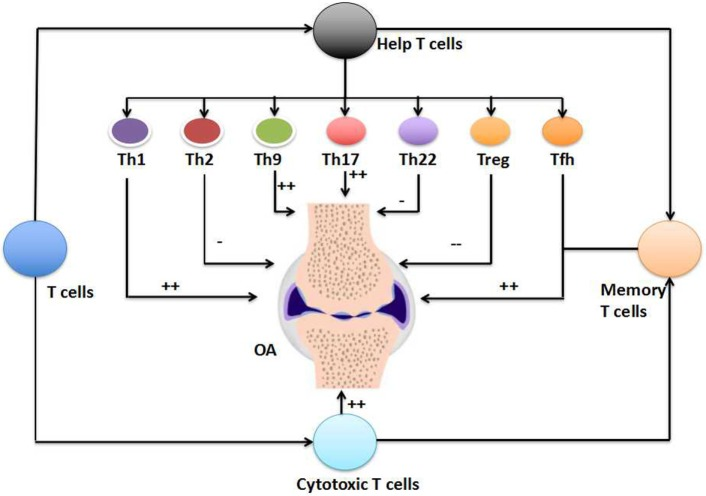 Help T cells
Th1 Th2 Th9 Th17 Th22 Treg Tfh
++ ++ -
- --
++ ++
T cells
Memory
T cells
OA
++
Cytotoxic T cells